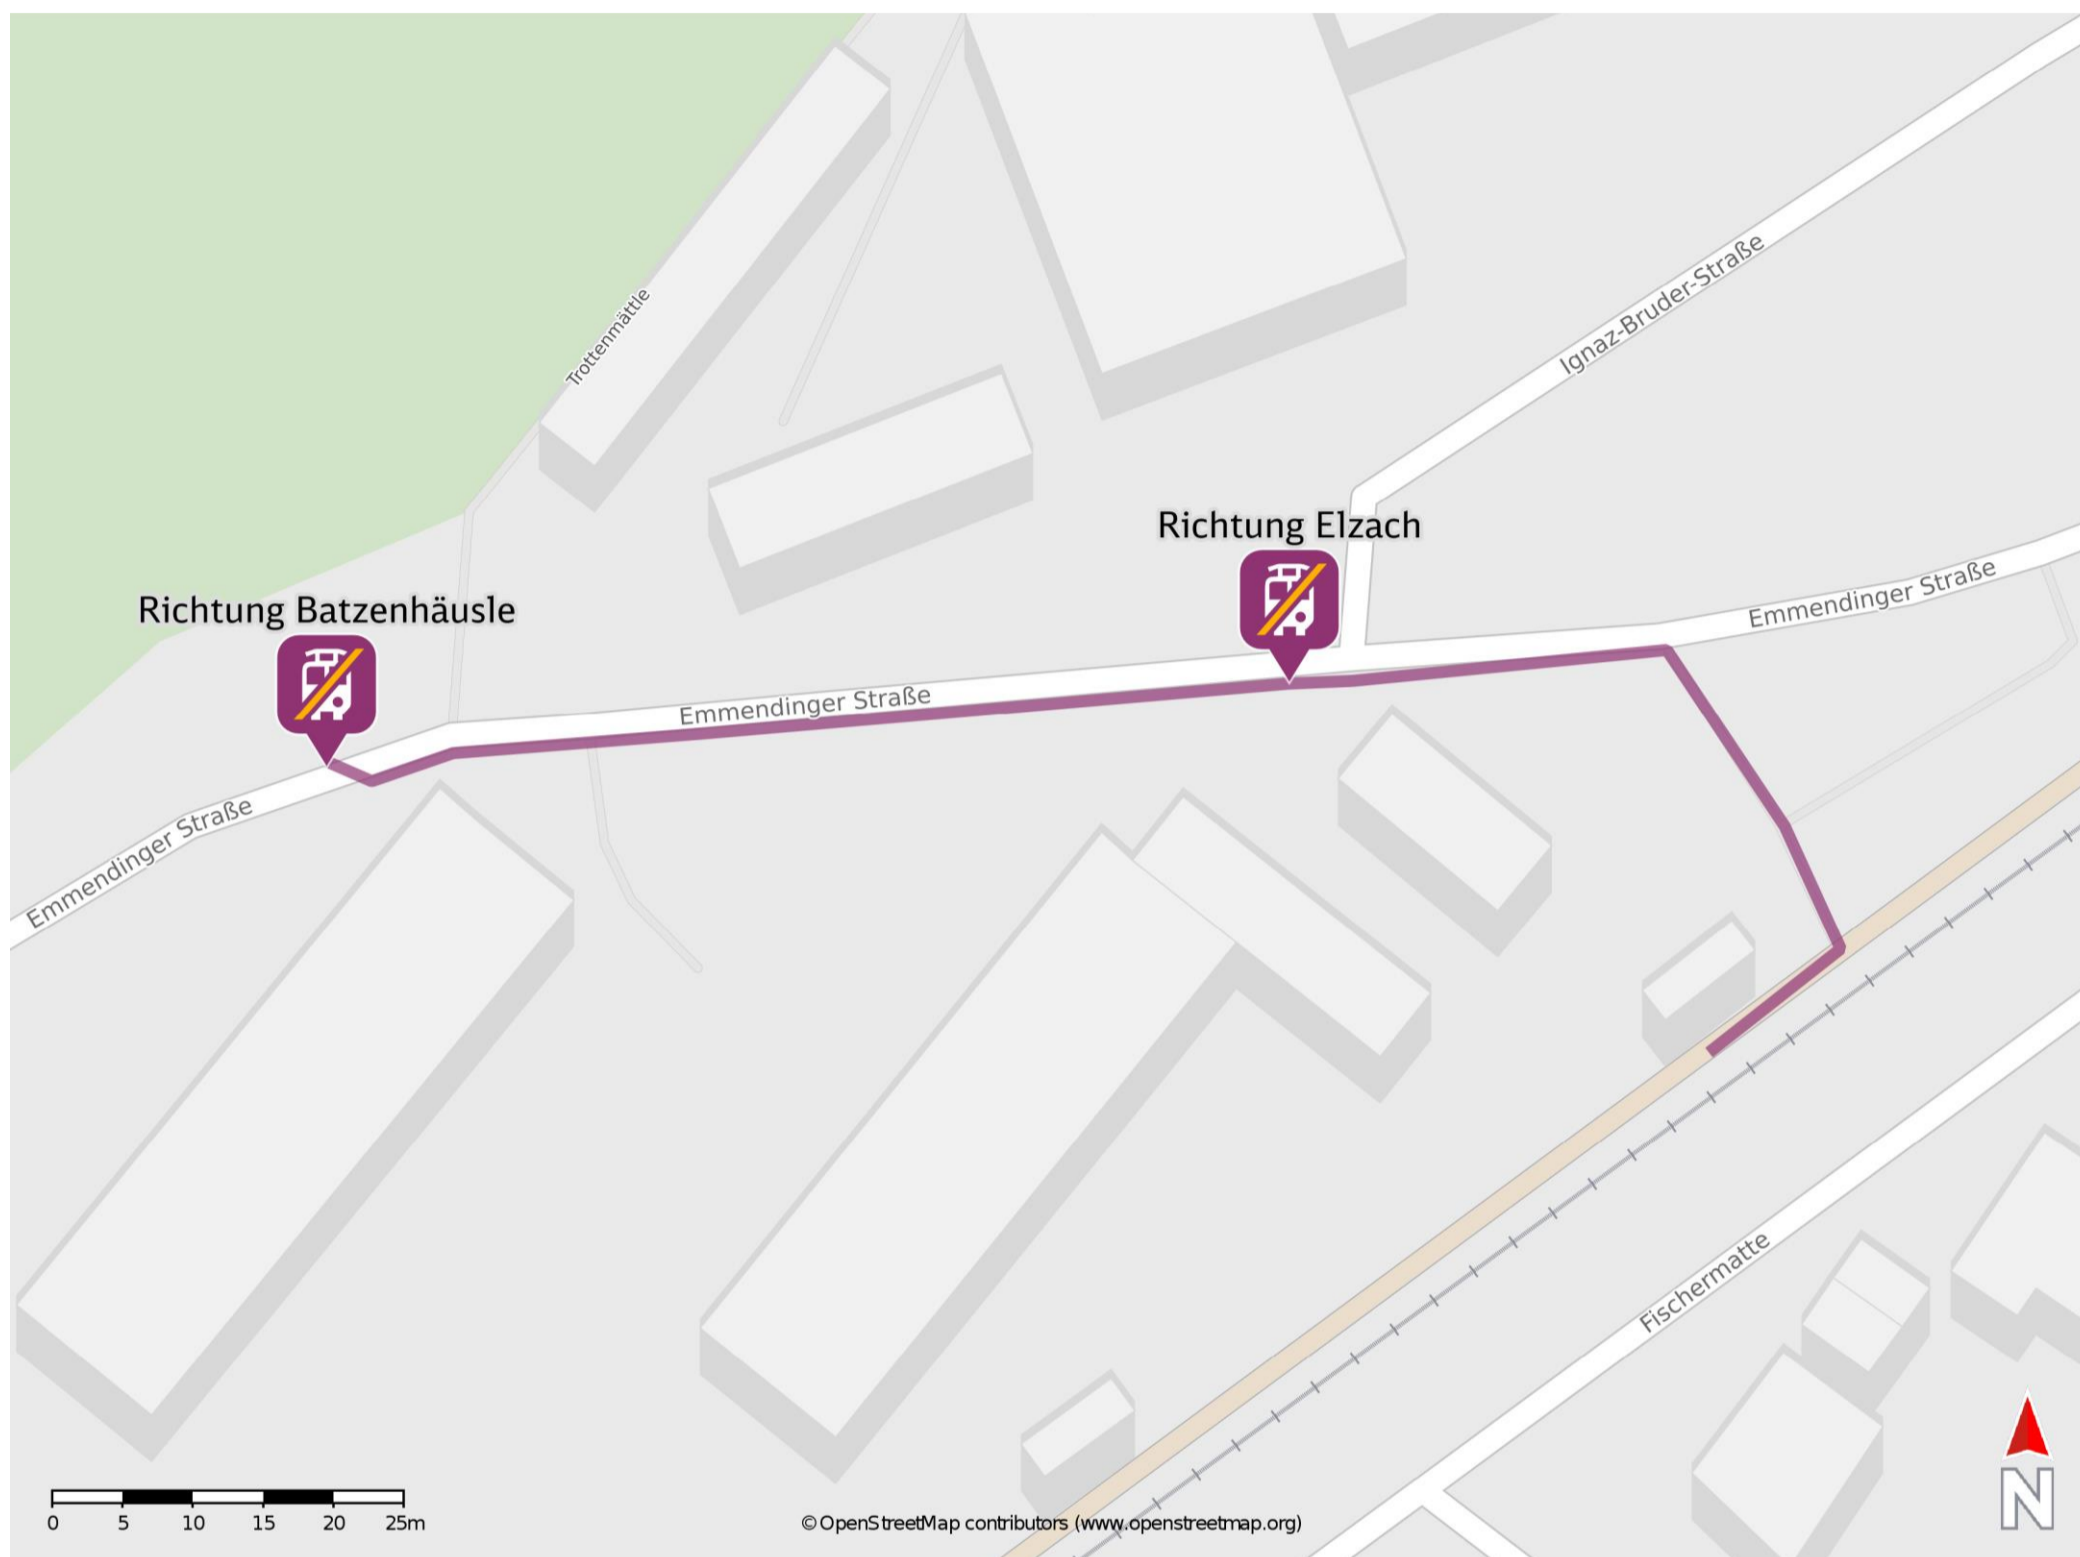 Ignaz-Bruder-Straße
Trottenmättle
Richtung Elzach
Emmendinger Straße
Richtung Batzenhäusle
Emmendinger Straße
Emmendinger Straße
Fischermatte
N
0 5 10 15 20 25m
© OpenStreetMap contributors (www.openstreetmap.org)